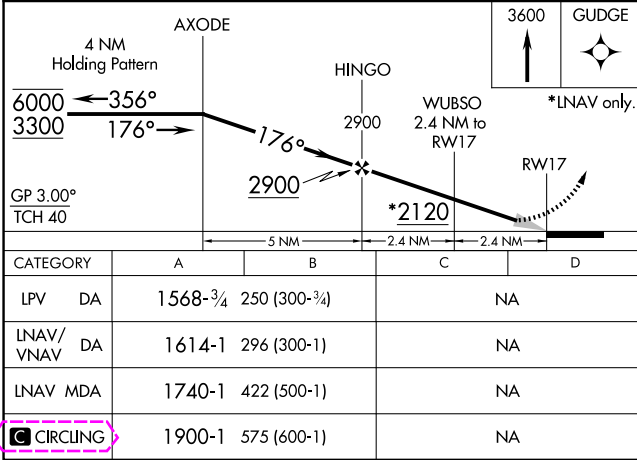 AXODE
3600
GUDGE
4 NM
Holding Pattern
HINGO
6000
356°
WUBSO
*LNAV only.
3300
176°
2900
2.4 NM to
RW17
176°
RW17
2900
GP 3.00°
TCH 40
*2120
5 NM
2.4 NM
2.4 NM
CATEGORY A B C D
LPV DA 1568-¾ 250 (300-¾) NA
LNAV/
VNAV DA 1614-1 296 (300-1) NA
LNAV MDA 1740-1 422 (500-1) NA
C CIRCLING 1900-1 575 (600-1) NA